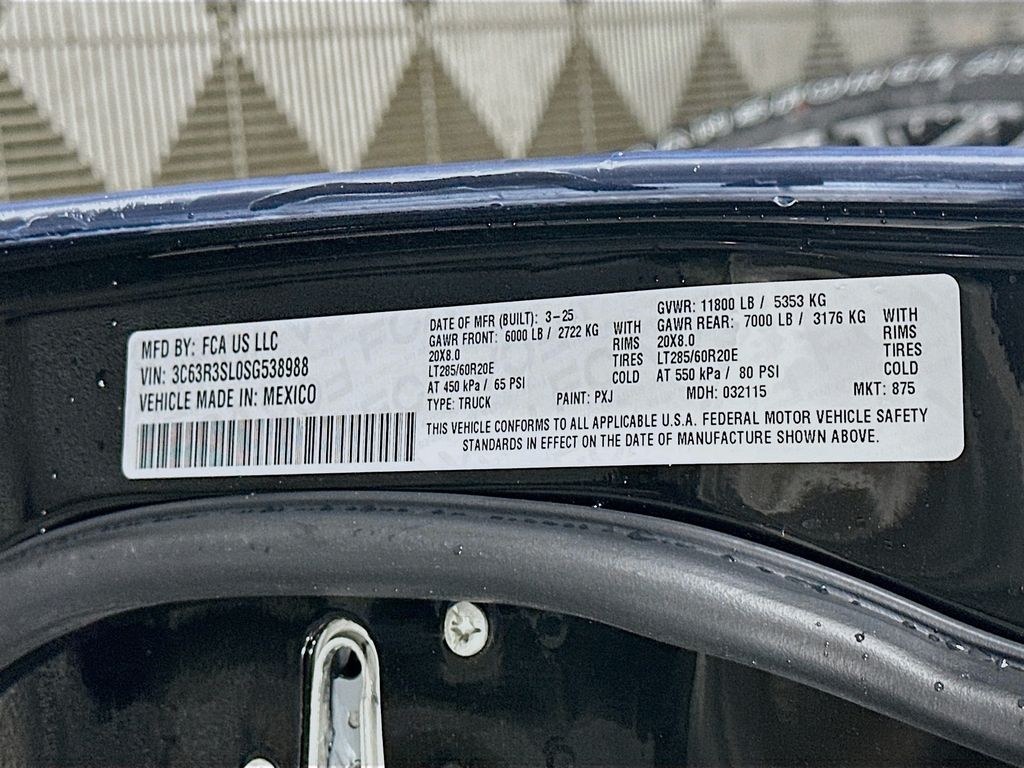 TRANSFORCE AT
MFD BY: FCA US LLC
VIN: 3C63R3SL0SG538988
VEHICLE MADE IN: MEXICO
DATE OF MFR (BUILT): 3-25
GAWR FRONT: 6000 LB / 2722 KG WITH
20X8.0 RIMS
LT285/60R20E TIRES
AT 450 kPa / 65 PSI COLD
TYPE: TRUCK PAINT: PXJ
GVWR: 11800 LB / 5353 KG
GAWR REAR: 7000 LB / 3176 KG WITH
20X8.0 RIMS
LT285/60R20E TIRES
AT 550 kPa / 80 PSI COLD
MDH: 032115 MKT: 875
THIS VEHICLE CONFORMS TO ALL APPLICABLE U.S.A. FEDERAL MOTOR VEHICLE SAFETY
STANDARDS IN EFFECT ON THE DATE OF MANUFACTURE SHOWN ABOVE.